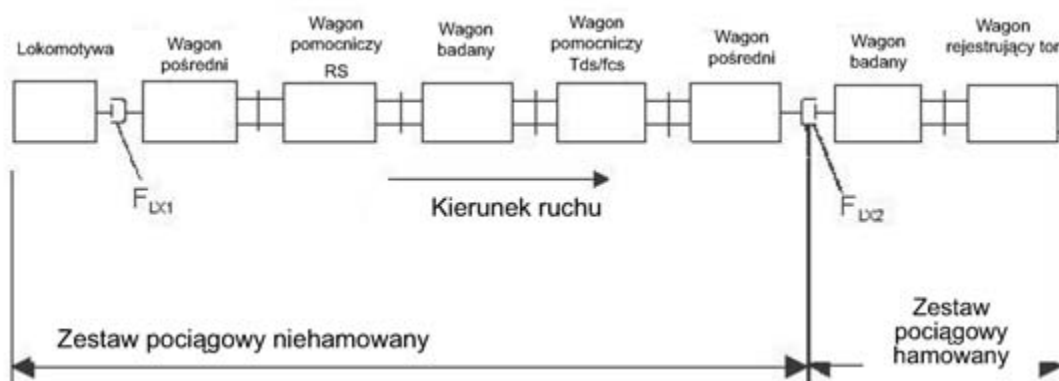 Lokomotywa
Wagon
pośredni
Wagon
pomocniczy
RS
Wagon
badany
Wagon
pomocniczy
Tds/fcs
Wagon
pośredni
Wagon
badany
Wagon
rejestrujący tor
F LX1
Kierunek ruchu
F LX2
Zestaw pociągowy niehamowany
Zestaw
pociągowy
hamowany